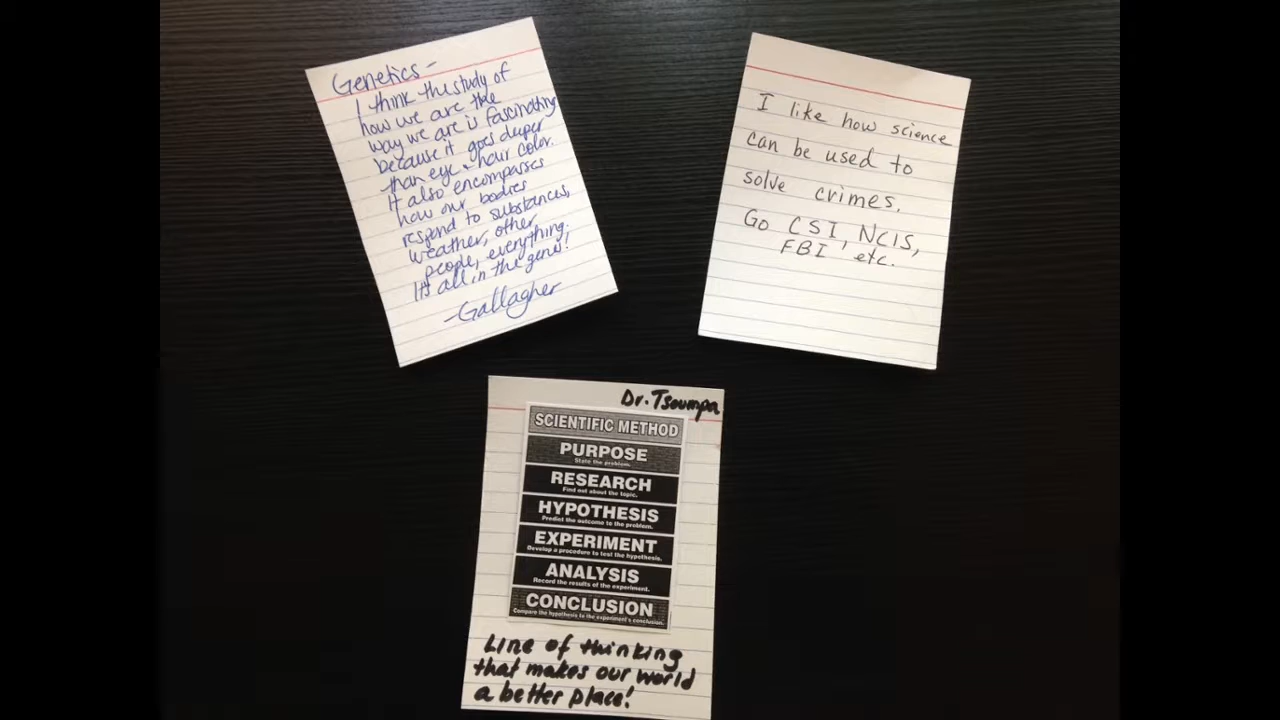 Genetics -
I think the study of
how we are the
way we are is fascinating
because it goes deeper
than eye + hair color.
It also encompasses
how our bodies
respond to substances,
weather, other
people, everything.
It's all in the genes!
-Gallagher
I like how science
can be used to
solve crimes.
Go CSI, NCIS,
FBI etc.
Dr. Tsoumpa
SCIENTIFIC METHOD
PURPOSE
State the problem.
RESEARCH
Find out about the topic.
HYPOTHESIS
Predict the outcome to the problem.
EXPERIMENT
Develop a procedure to test the hypothesis.
ANALYSIS
Record the results of the experiment.
CONCLUSION
Compare the hypothesis to the experiment's conclusion.
Line of thinking
that makes our world
a better place!